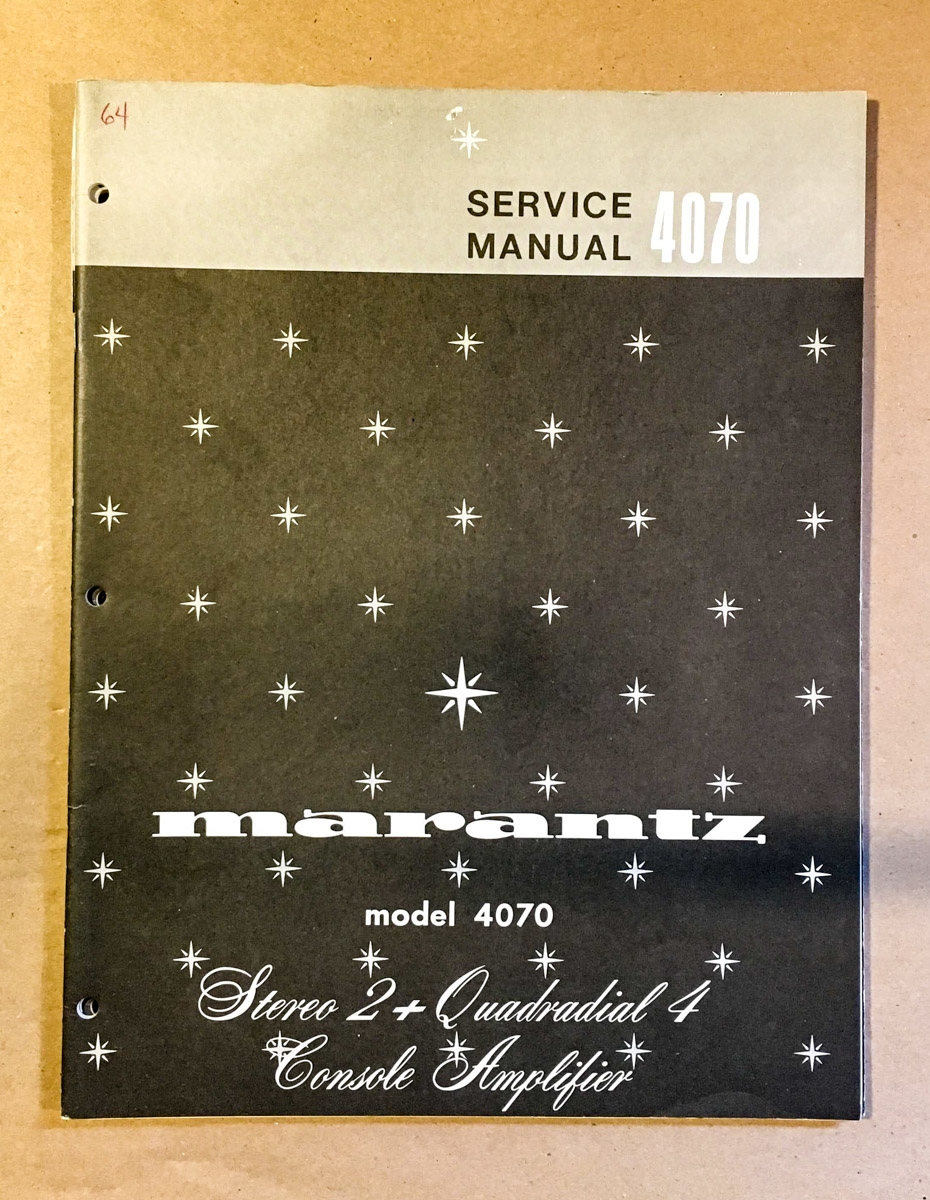 64
SERVICE
MANUAL 4070
marantz
model 4070
Stereo 2 + Quadradial 4
Console Amplifier